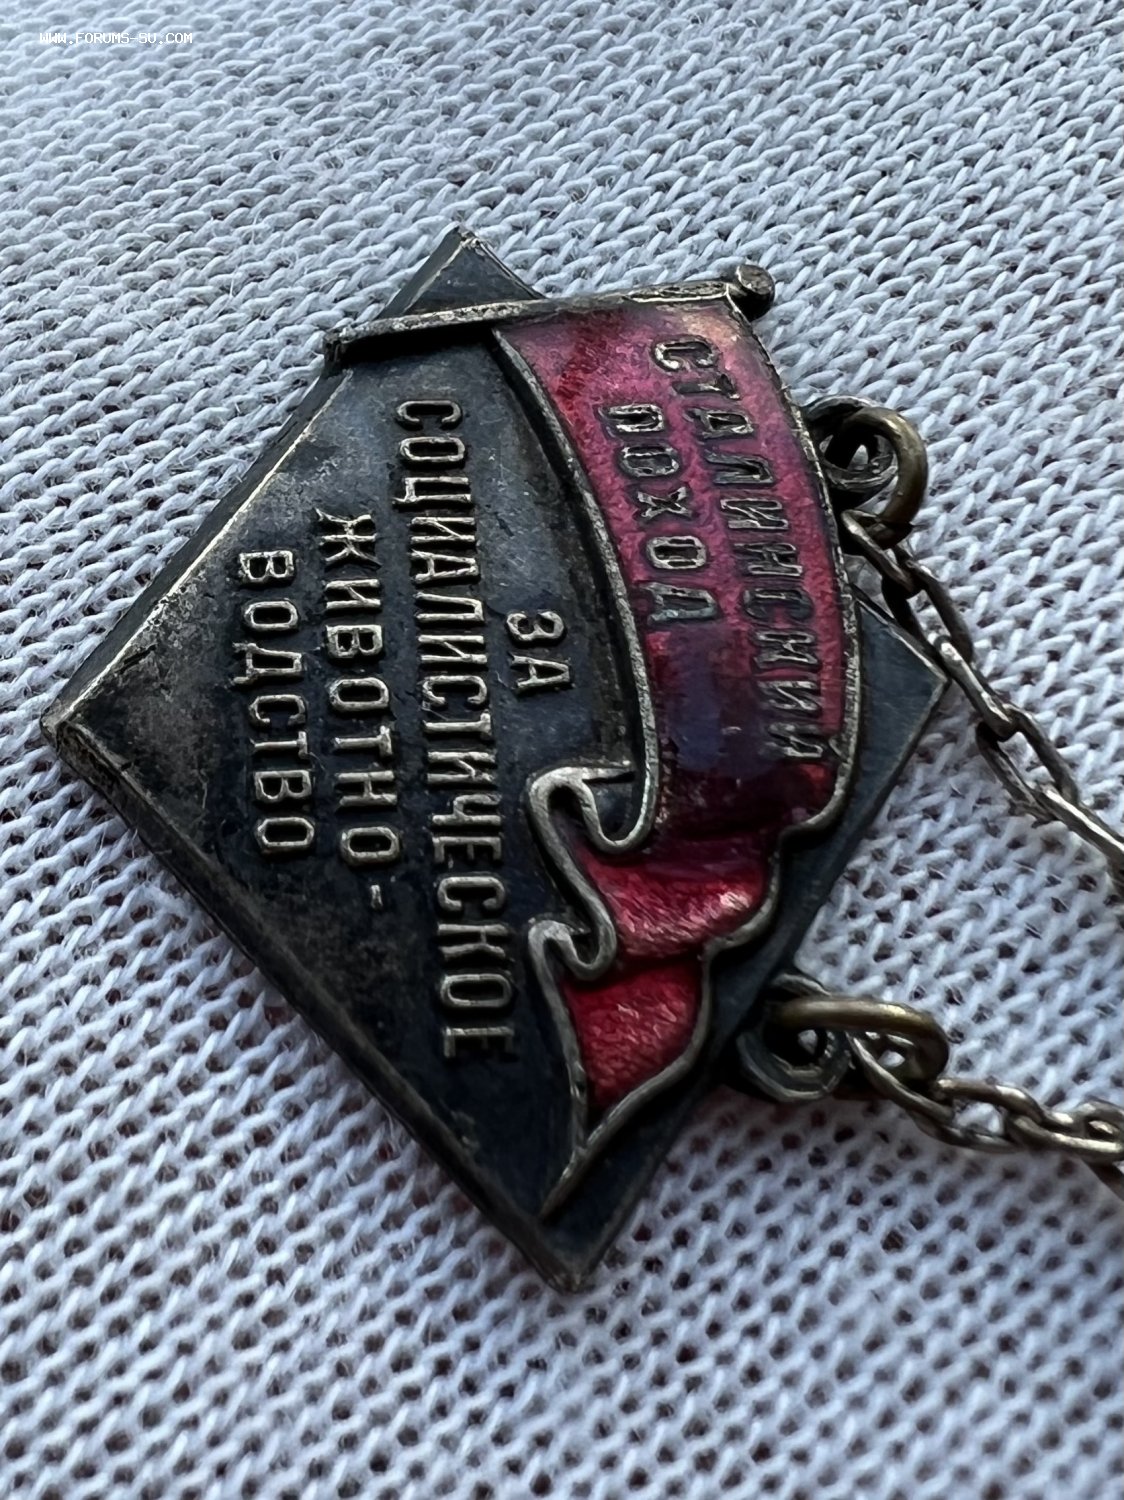 WWW.FORUMS-SU.COM
СТАЛИНСКИЙ
ПОХОД
ЗА
СОЦИАЛИСТИЧЕСКОЕ
ЖИВОТНО-
ВОДСТВО